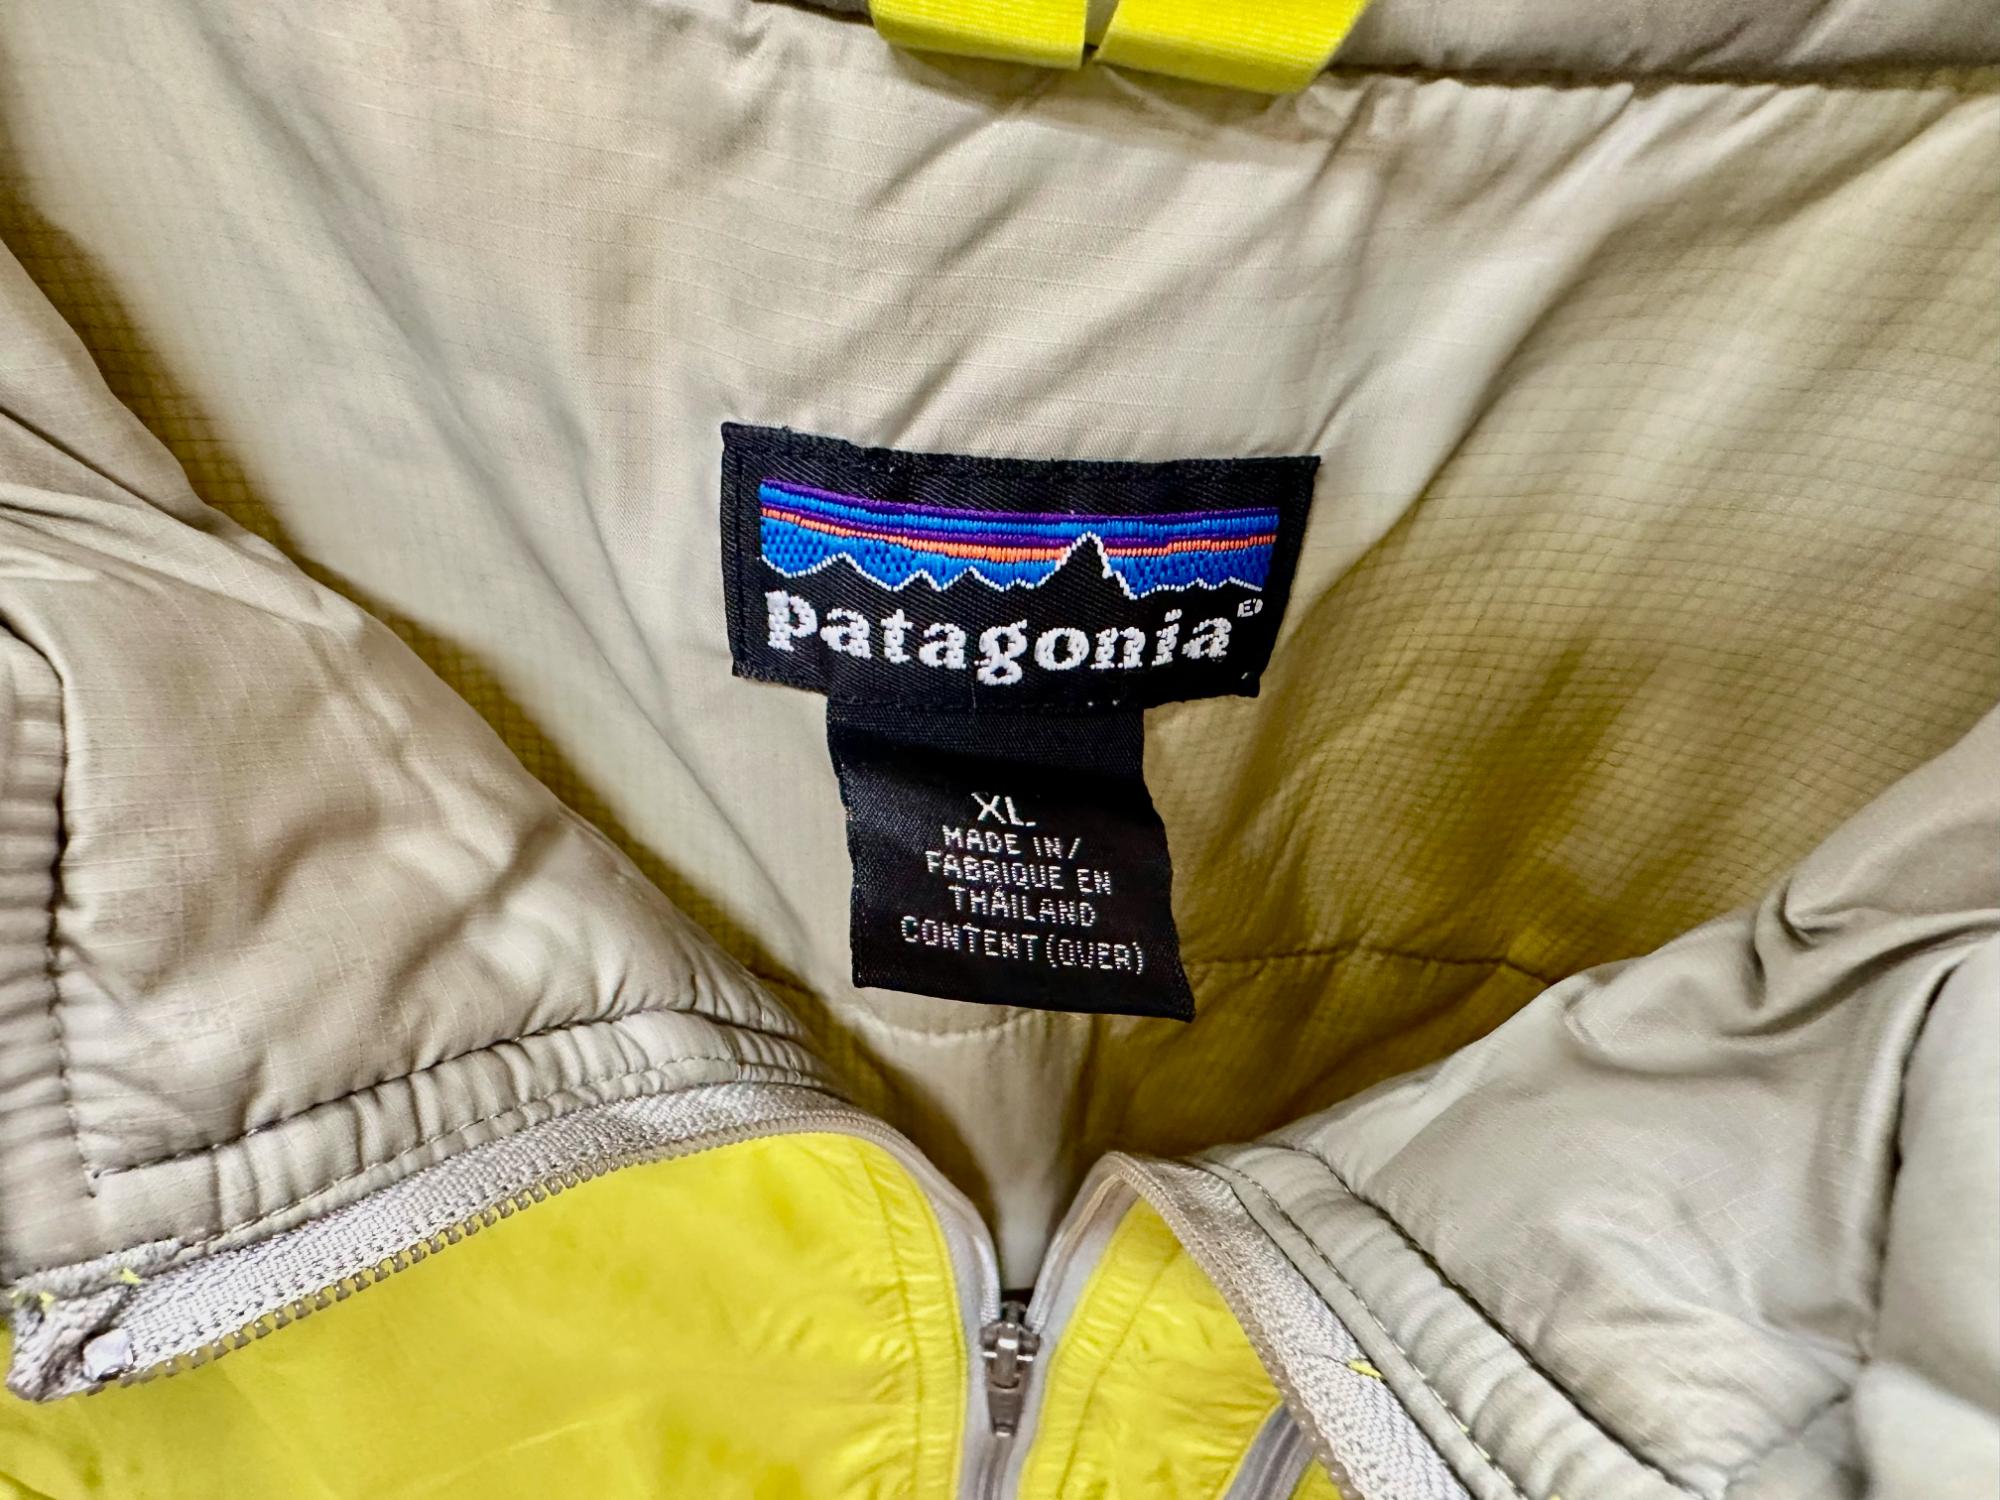 patagonia®
XL
MADE IN/
FABRIQUE EN
THAILAND
CONTENT (OVER)